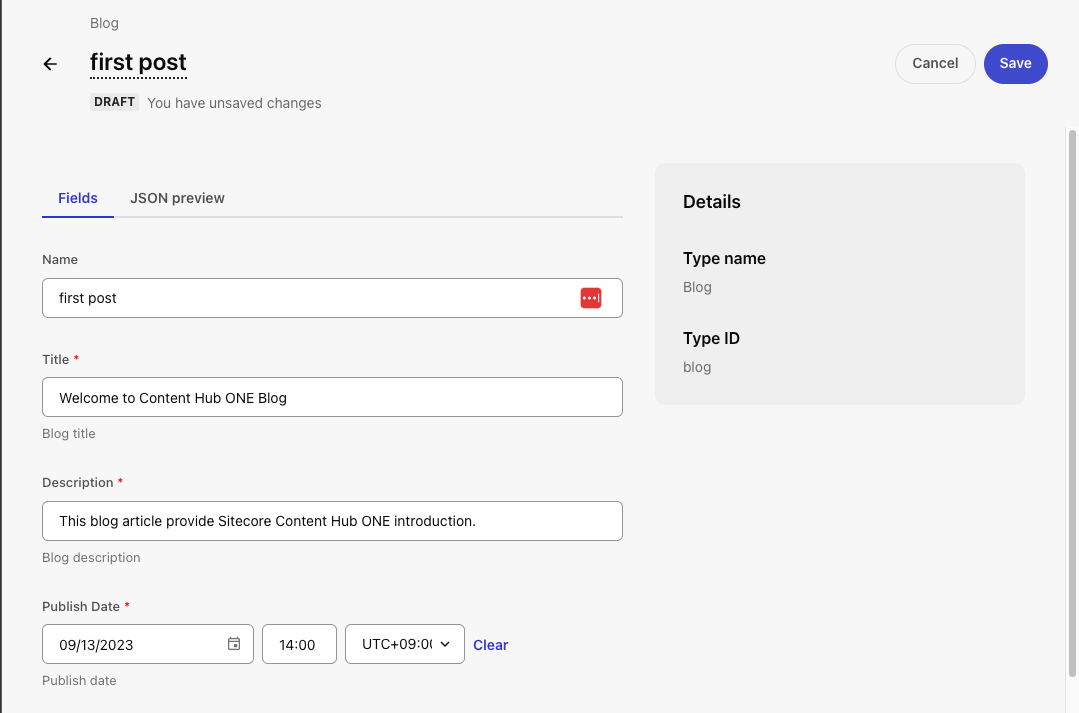 Blog
first post
Cancel
Save
DRAFT You have unsaved changes
Fields
JSON preview
Name
first post
Title *
Welcome to Content Hub ONE Blog
Blog title
Description *
This blog article provide Sitecore Content Hub ONE introduction.
Blog description
Publish Date *
09/13/2023
14:00
UTC+09:00
Clear
Publish date
Details
Type name
Blog
Type ID
blog